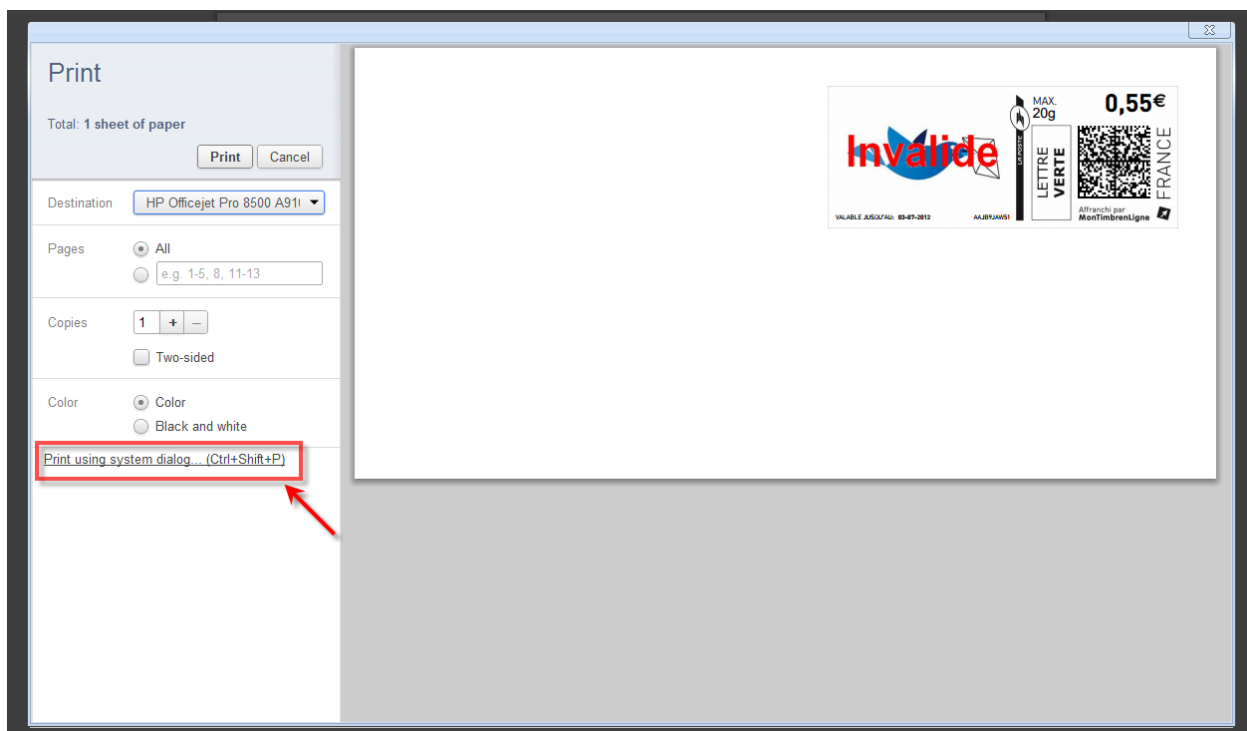 Print
Total: 1 sheet of paper
Print Cancel
Destination HP Officejet Pro 8500 A91
Pages All
e.g. 1-5, 8, 11-13
Copies 1 + –
Two-sided
Color Color
Black and white
Print using system dialog... (Ctrl+Shift+P)
MAX. 0,55€
20g
Invalide
LA POSTE
LETTRE
VERTE
FRANCE
VALABLE JUSQU'AU: 03-07-2012 AAJB9JAW51
Affranchi par
MonTimbrenLigne